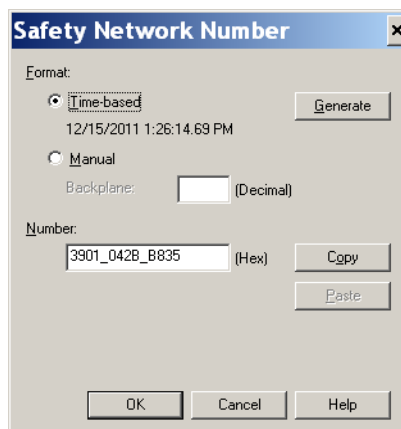 Safety Network Number
Format:
Time-based
Generate
12/15/2011 1:26:14.69 PM
Manual
Backplane:
(Decimal)
Number:
3901_042B_B835
(Hex)
Copy
Paste
OK
Cancel
Help